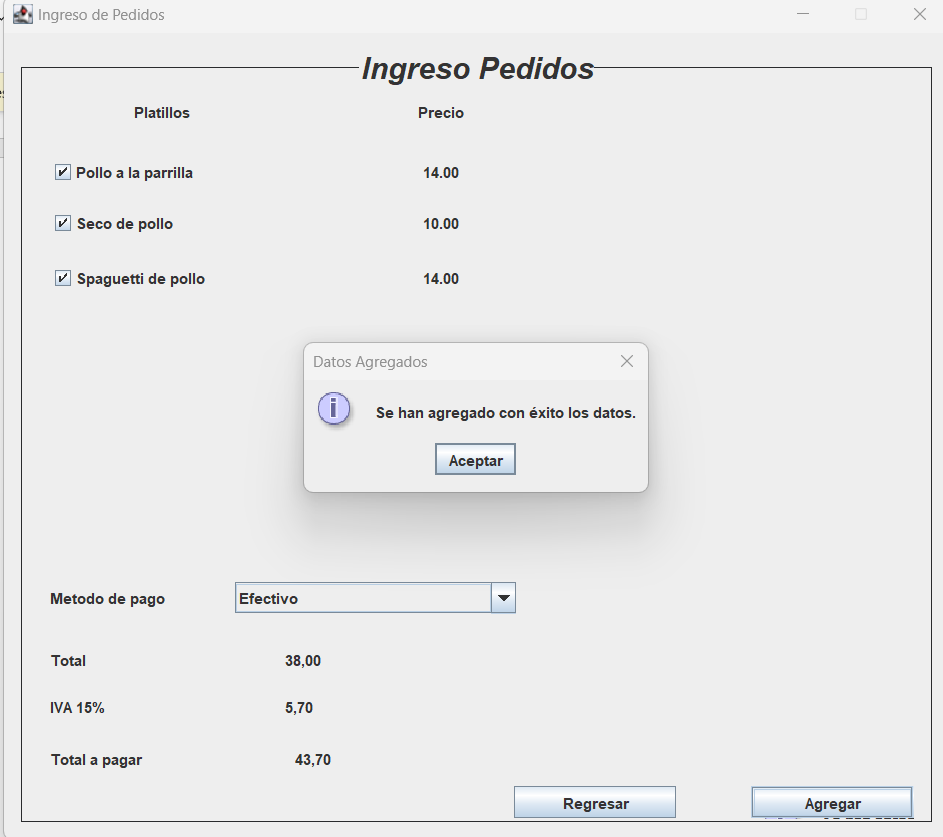 Ingreso de Pedidos
Ingreso Pedidos
Platillos Precio
Pollo a la parrilla 14.00
Seco de pollo 10.00
Spaguetti de pollo 14.00
Datos Agregados
Se han agregado con éxito los datos.
Aceptar
Metodo de pago Efectivo
Total 38,00
IVA 15% 5,70
Total a pagar 43,70
Regresar Agregar